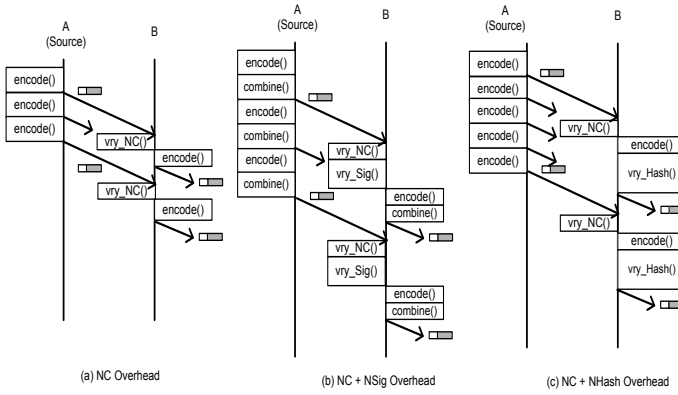 A
(Source)
B
encode()
encode()
encode()
vry_NC()
encode()
vry_NC()
encode()
(a) NC Overhead
A
(Source)
B
encode()
combine()
encode()
combine()
encode()
combine()
vry_NC()
vry_Sig()
encode()
combine()
vry_NC()
vry_Sig()
encode()
combine()
(b) NC + NSig Overhead
A
(Source)
B
encode()
encode()
encode()
encode()
encode()
vry_NC()
encode()
vry_Hash()
vry_NC()
encode()
vry_Hash()
(c) NC + NHash Overhead